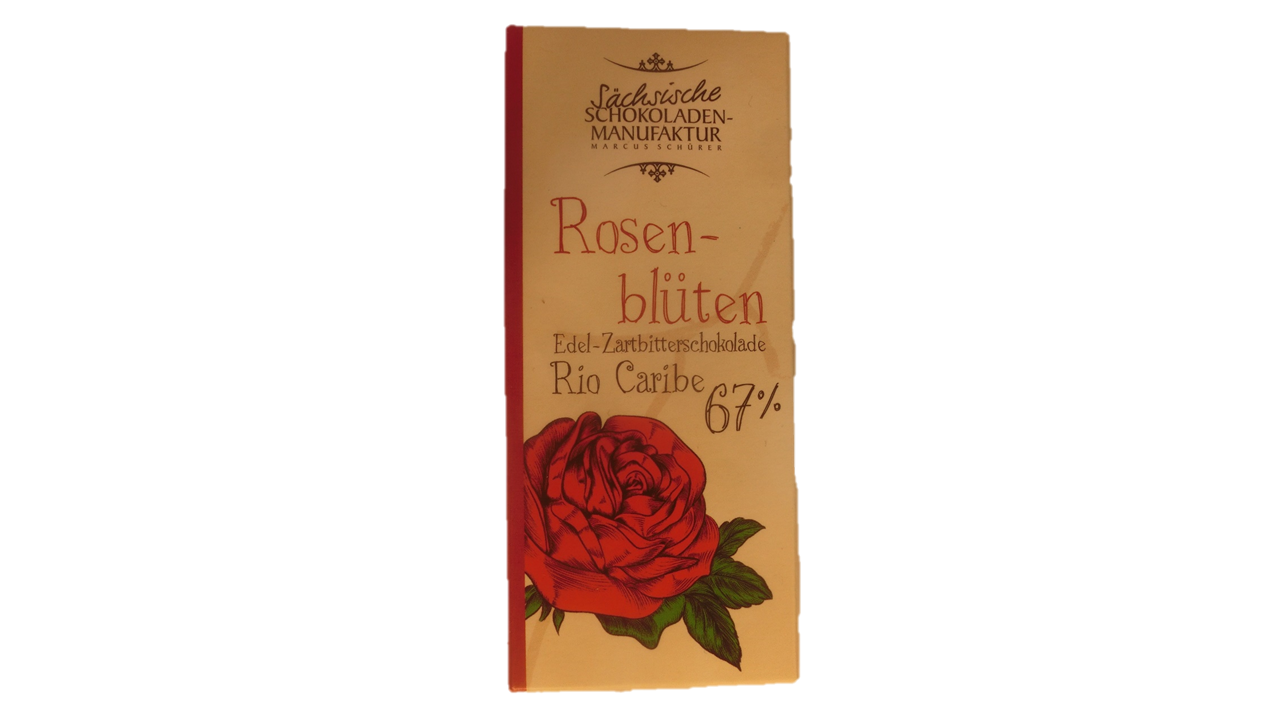 Sächsische
SCHOKOLADEN-
MANUFAKTUR
MARCUS SCHÜRER
Rosen-
blüten
Edel-Zartbitterschokolade
Rio Caribe
67%